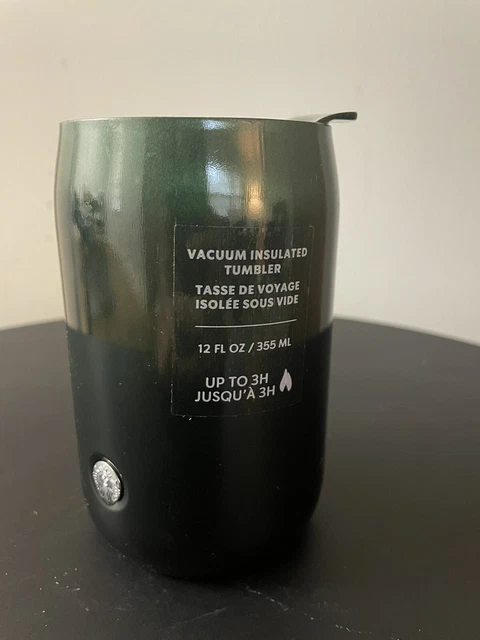 VACUUM INSULATED
TUMBLER
TASSE DE VOYAGE
ISOLÉE SOUS VIDE
12 FL OZ / 355 ML
UP TO 3H
JUSQU'À 3H